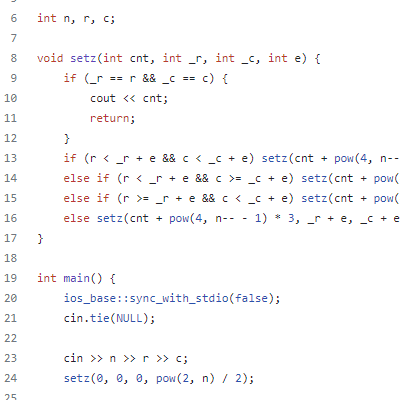 5
6 int n, r, c;
7
8 void setz(int cnt, int _r, int _c, int e) {
9 if (_r == r && _c == c) {
10 cout << cnt;
11 return;
12 }
13 if (r < _r + e && c < _c + e) setz(cnt + pow(4, n--
14 else if (r < _r + e && c >= _c + e) setz(cnt + pow(
15 else if (r >= _r + e && c < _c + e) setz(cnt + pow(
16 else setz(cnt + pow(4, n-- - 1) * 3, _r + e, _c + e
17 }
18
19 int main() {
20 ios_base::sync_with_stdio(false);
21 cin.tie(NULL);
22
23 cin >> n >> r >> c;
24 setz(0, 0, 0, pow(2, n) / 2);
25